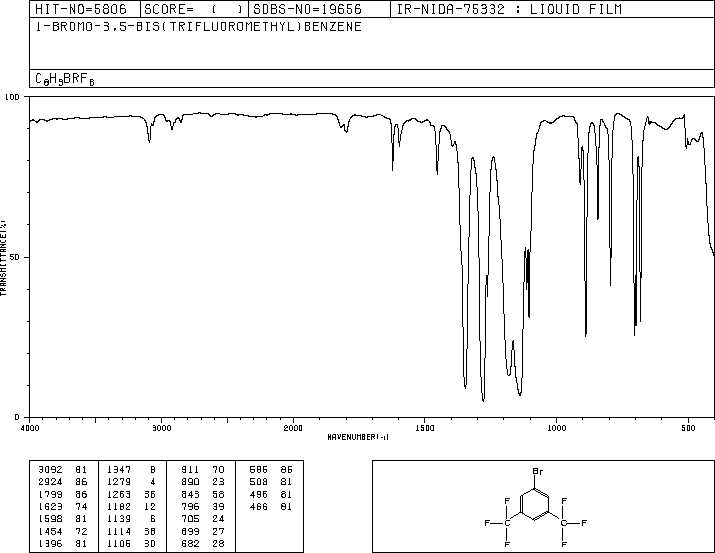 HIT-NO=5806 SCORE= ( ) SDBS-NO=19656 IR-NIDA-75332 : LIQUID FILM
1-BROMO-3,5-BIS(TRIFLUOROMETHYL)BENZENE
C8H3BRF6
100
50
0
TRANSMITTANCE(%)
4000 3000 2000 1500 1000 500
WAVENUMBER(-1)
3092 81 1347 8 911 70 686 86
2924 86 1279 4 890 23 508 81
1799 86 1263 36 843 58 496 81
1623 74 1182 12 796 39 466 81
1598 81 1139 6 705 24
1454 72 1114 38 699 27
1396 81 1106 30 682 28
Br
F F
F F
F F